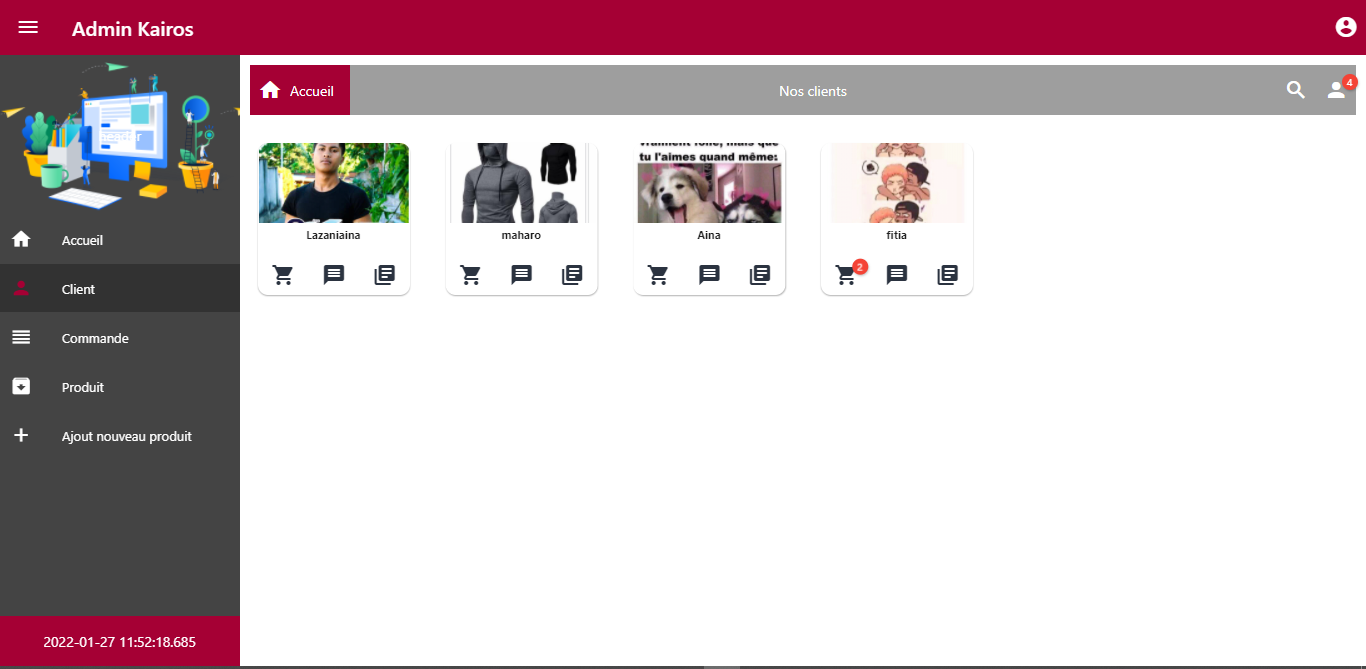 Admin Kairos
Accueil
Nos clients
4
Accueil
Client
Commande
Produit
Ajout nouveau produit
2022-01-27 11:52:18.685
tu l'aimes quand même:
Lazaniaina
maharo
Aina
fitia
2